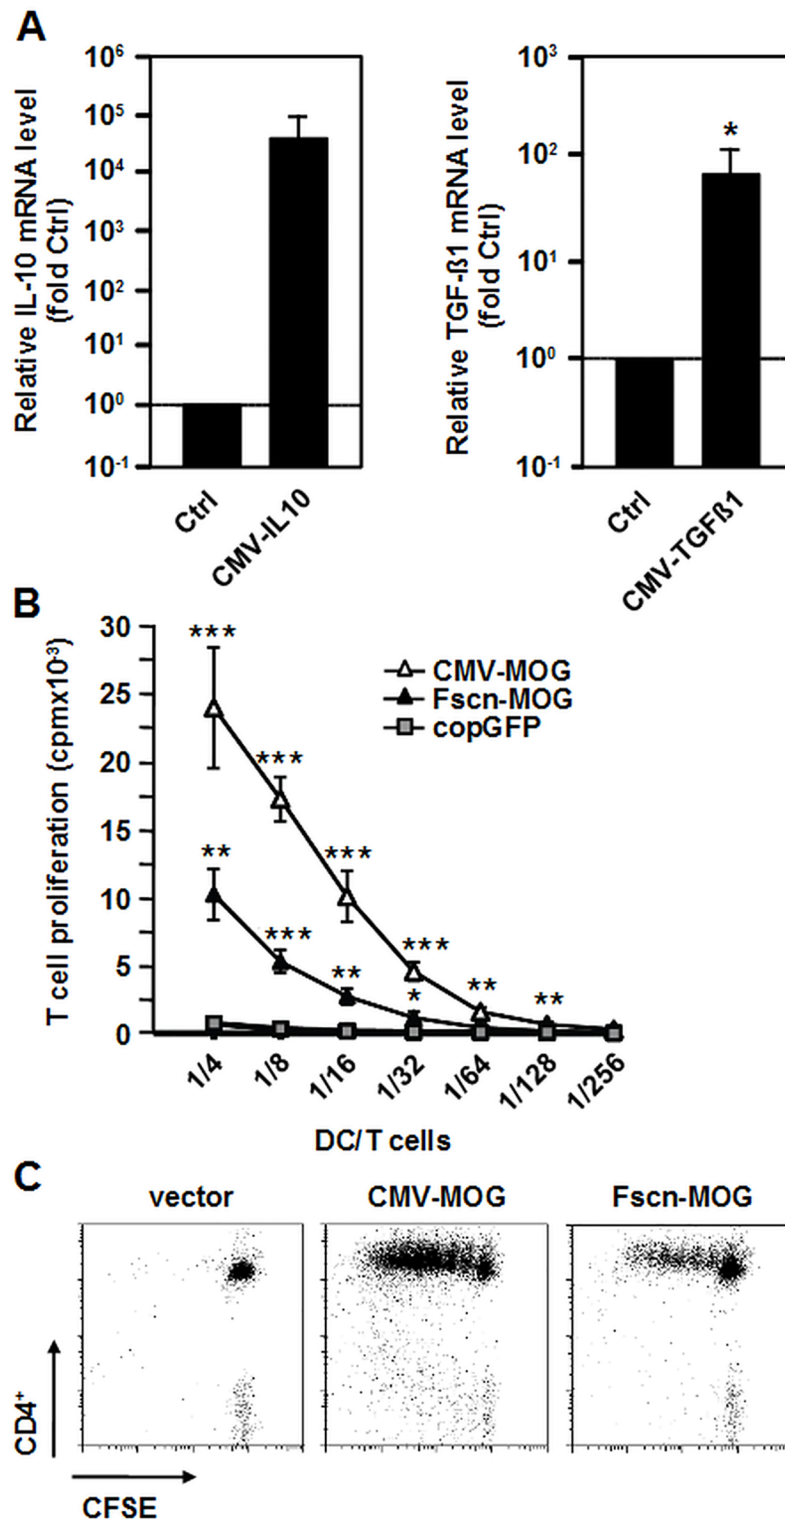 A
Relative IL-10 mRNA level
(fold Ctrl)
10⁶
10⁵
10⁴
10³
10²
10¹
10⁰
10⁻¹
Ctrl
CMV-IL10
Relative TGF-ß1 mRNA level
(fold Ctrl)
10³
10²
10¹
10⁰
10⁻¹
*
Ctrl
CMV-TGFß1
B
T cell proliferation (cpmx10⁻³)
30
25
20
15
10
5
0
***
***
***
***
**
**
**
***
**
*
CMV-MOG
Fscn-MOG
copGFP
1/4
1/8
1/16
1/32
1/64
1/128
1/256
DC/T cells
C
vector
CMV-MOG
Fscn-MOG
CD4⁺
CFSE